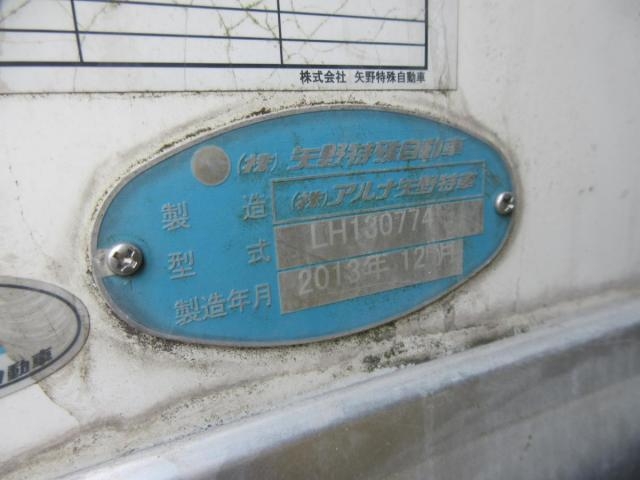 株式会社 矢野特殊自動車
(株)矢野特殊自動車
製造 (株)アルナ矢野特車
型式 LH130774
製造年月 2013年 12月
動車